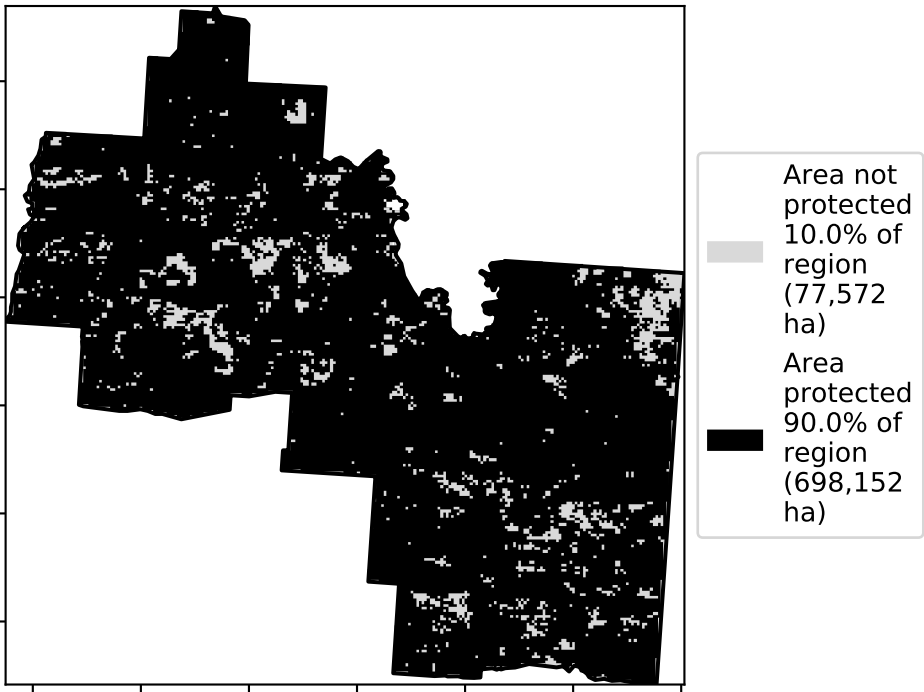 Area not
protected
10.0% of
region
(77,572
ha)
Area
protected
90.0% of
region
(698,152
ha)